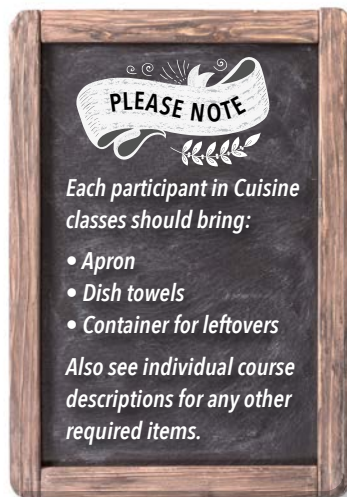 PLEASE NOTE
Each participant in Cuisine
classes should bring:
• Apron
• Dish towels
• Container for leftovers
Also see individual course
descriptions for any other
required items.